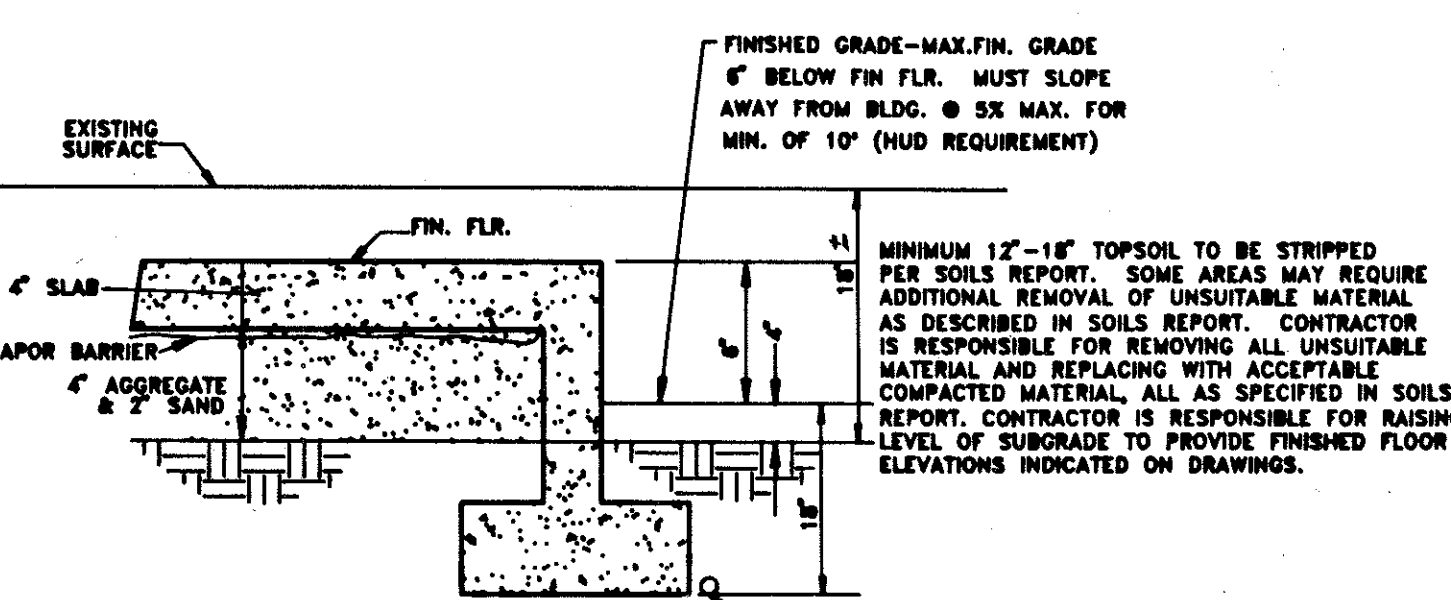 FINISHED GRADE-MAX.FIN. GRADE
6" BELOW FIN FLR. MUST SLOPE
AWAY FROM BLDG. @ 5% MAX. FOR
MIN. OF 10' (HUD REQUIREMENT)
EXISTING
SURFACE
FIN. FLR.
4" SLAB
APOR BARRIER
4" AGGREGATE
& 2" SAND
6"
4"
18" ±
18"
MINIMUM 12"-18" TOPSOIL TO BE STRIPPED
PER SOILS REPORT. SOME AREAS MAY REQUIRE
ADDITIONAL REMOVAL OF UNSUITABLE MATERIAL
AS DESCRIBED IN SOILS REPORT. CONTRACTOR
IS RESPONSIBLE FOR REMOVING ALL UNSUITABLE
MATERIAL AND REPLACING WITH ACCEPTABLE
COMPACTED MATERIAL, ALL AS SPECIFIED IN SOILS
REPORT. CONTRACTOR IS RESPONSIBLE FOR RAISING
LEVEL OF SUBGRADE TO PROVIDE FINISHED FLOOR
ELEVATIONS INDICATED ON DRAWINGS.